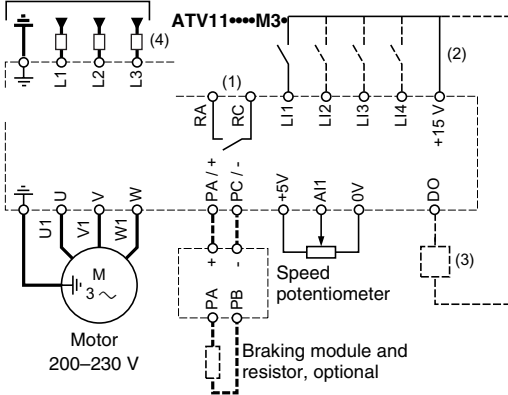 ATV11••••M3•
(4)
(2)
L1 L2 L3
(1)
RA RC LI1 LI2 LI3 LI4 +15 V
U V W PA / + PC / - +5V AI1 0V DO
U1 V1 W1
M
3 ~
+ -
(3)
Speed
potentiometer
PA PB
Motor
200–230 V
Braking module and
resistor, optional